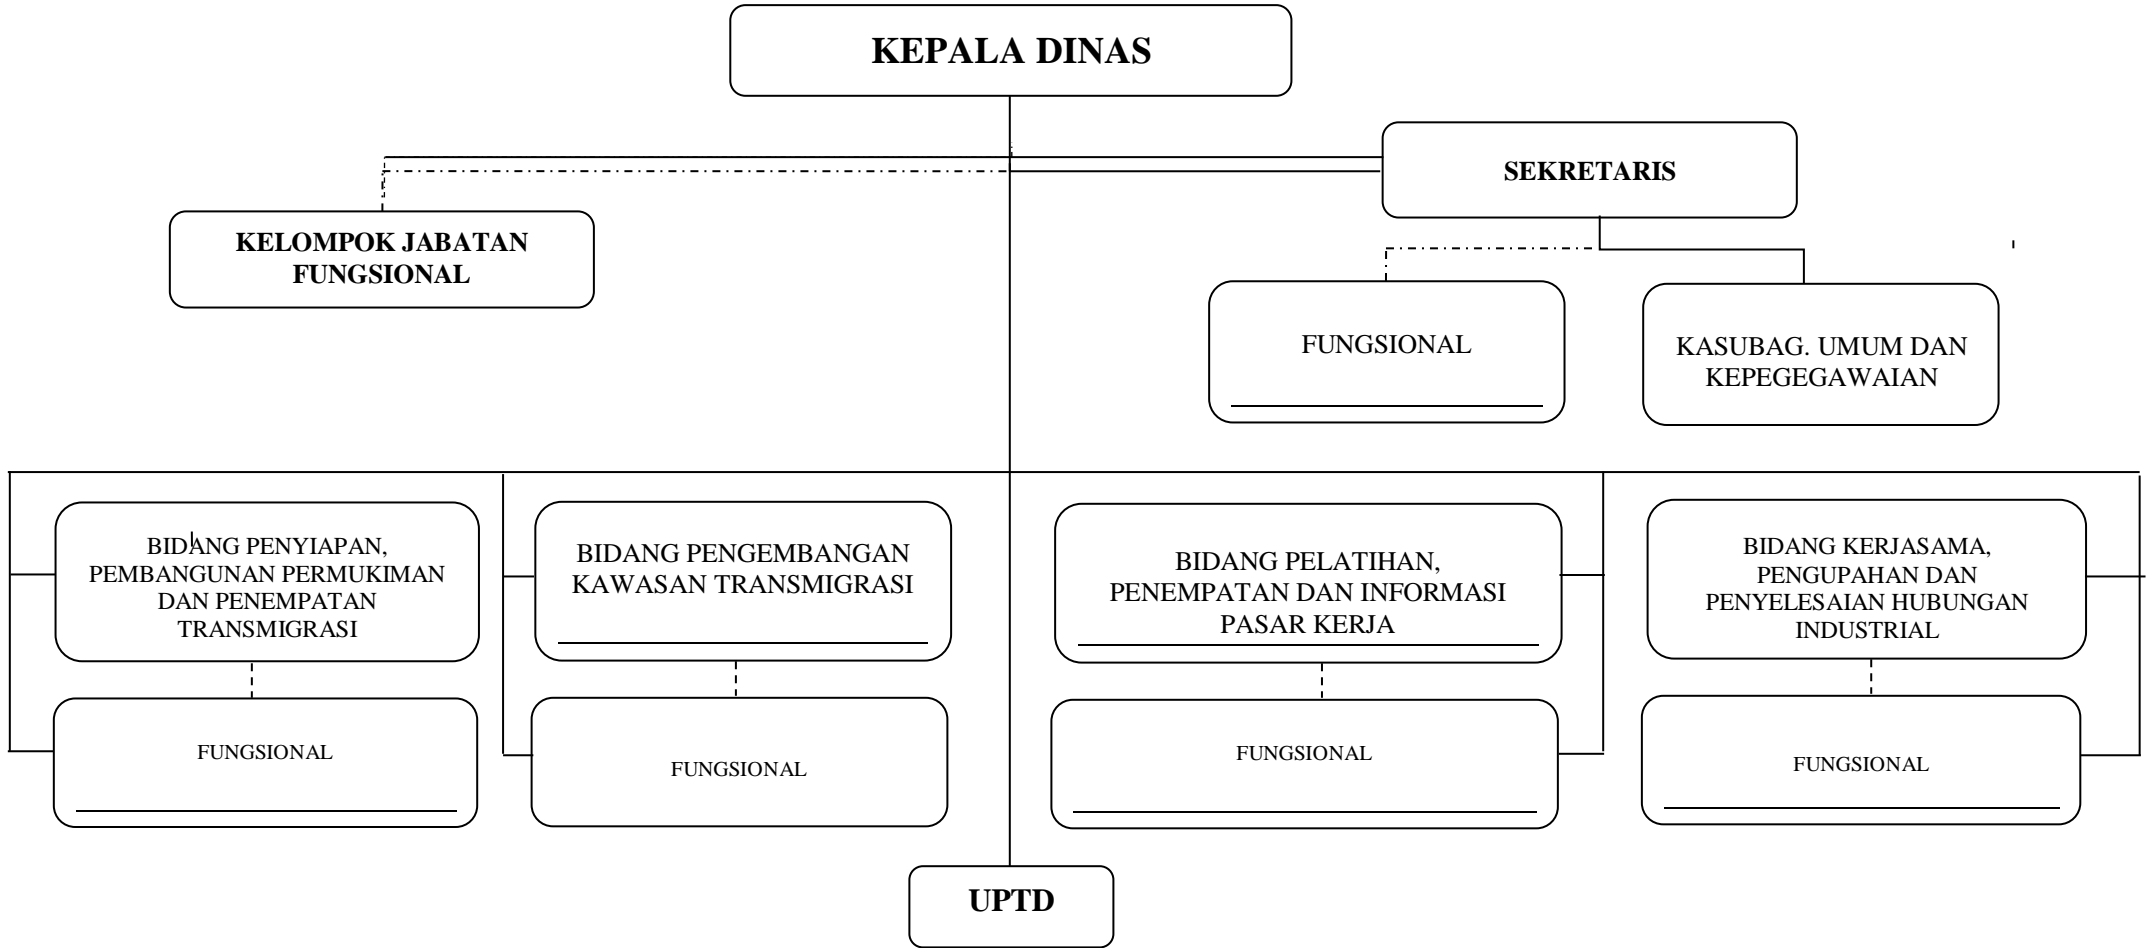 KEPALA DINAS
SEKRETARIS
KELOMPOK JABATAN
FUNGSIONAL
FUNGSIONAL
KASUBAG. UMUM DAN
KEPEGEGAWAIAN
BIDANG PENYIAPAN,
PEMBANGUNAN PERMUKIMAN
DAN PENEMPATAN
TRANSMIGRASI
BIDANG PENGEMBANGAN
KAWASAN TRANSMIGRASI
BIDANG PELATIHAN,
PENEMPATAN DAN INFORMASI
PASAR KERJA
BIDANG KERJASAMA,
PENGUPAHAN DAN
PENYELESAIAN HUBUNGAN
INDUSTRIAL
FUNGSIONAL
FUNGSIONAL
FUNGSIONAL
FUNGSIONAL
UPTD